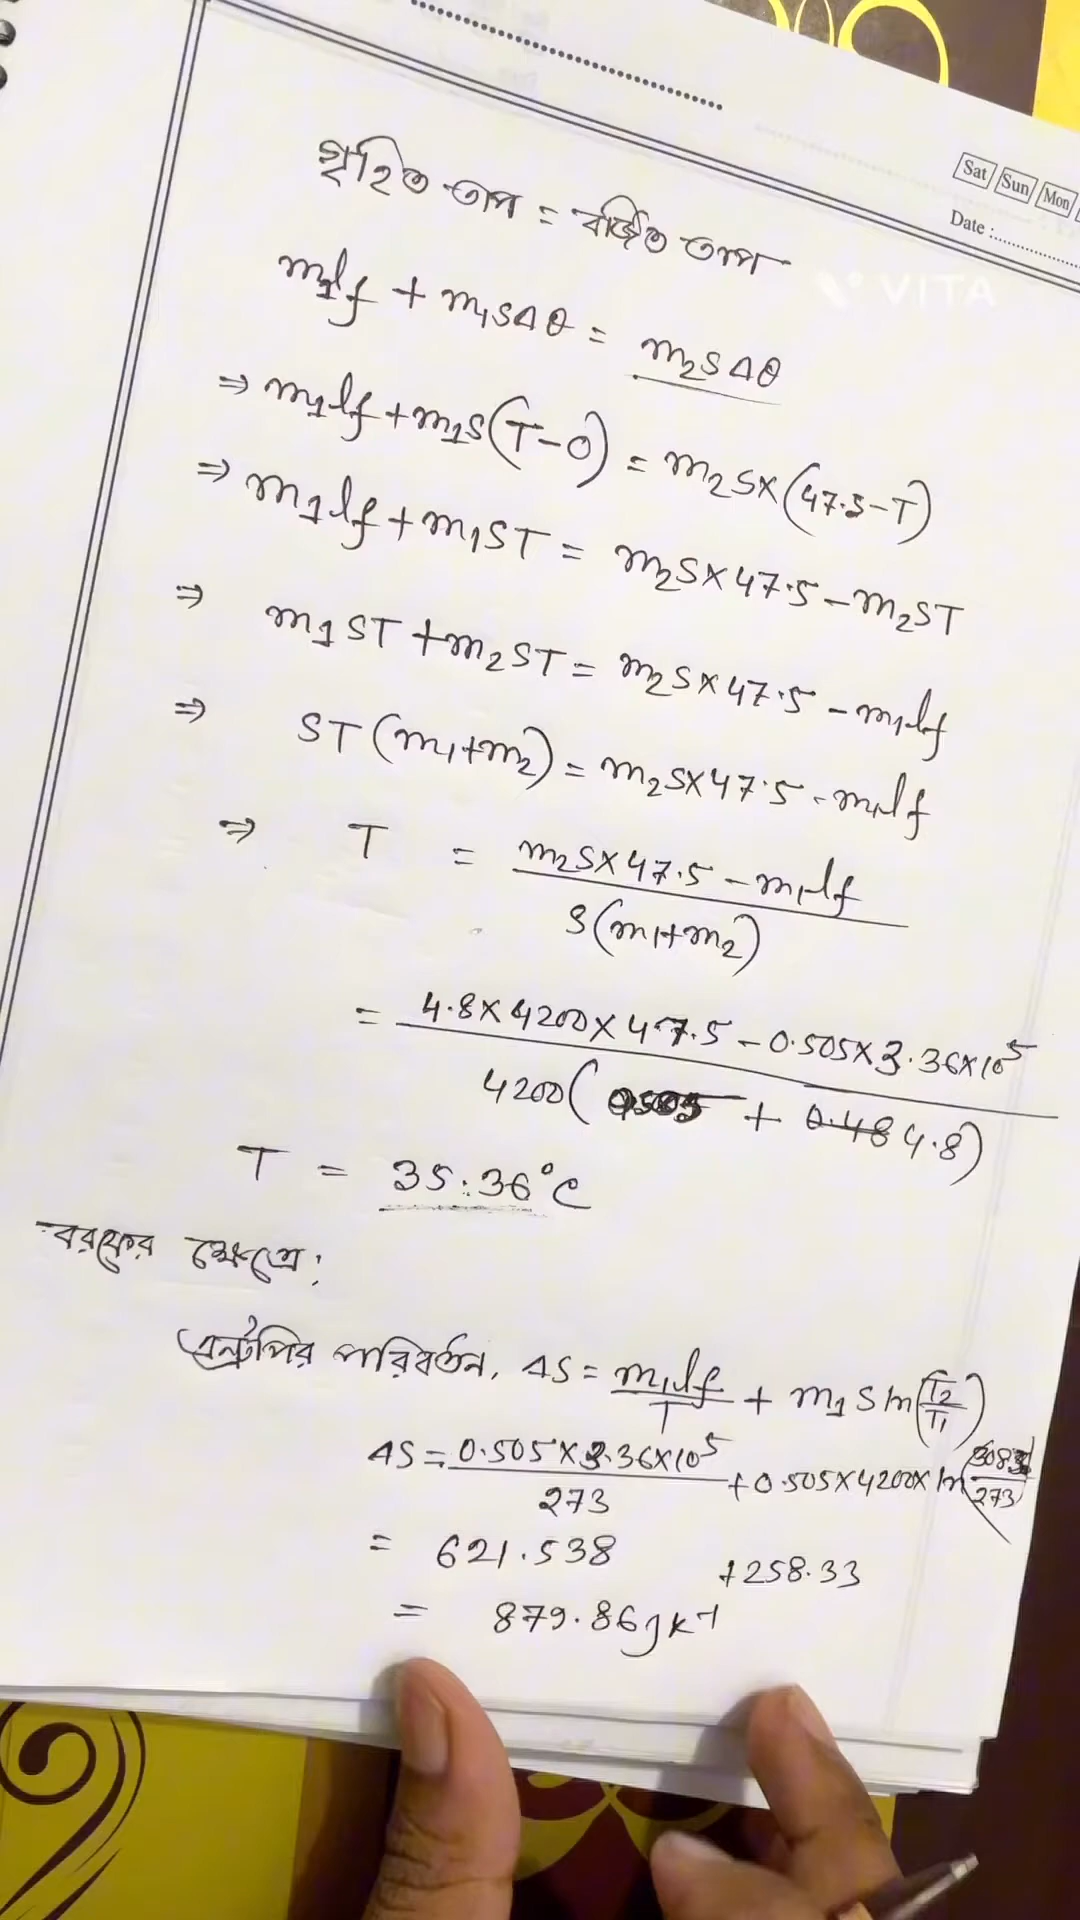 Sat Sun Mon
Date :
গৃহিত তাপ = বর্জিত তাপ
VITA
m₁lf + m₁sΔθ = m₂sΔθ
⇒ m₁lf + m₁s(T-0) = m₂s×(47.5-T)
⇒ m₁lf + m₁sT = m₂s×47.5 - m₂sT
⇒ m₁sT + m₂sT = m₂s×47.5 - m₁lf
⇒ sT(m₁+m₂) = m₂s×47.5 - m₁lf
⇒ T = m₂s×47.5 - m₁lf
s(m₁+m₂)
= 4.8×4200×47.5 - 0.505×3.36×10⁵
4200( 0.505 + 4.8)
T = 35.36°C
বরফের ক্ষেত্রে:
এন্ট্রপির পরিবর্তন, ΔS = m₁lf/T + m₁s ln(T₂/T₁)
ΔS = 0.505×3.36×10⁵/273 + 0.505×4200×ln(308.3/273)
= 621.538 + 258.33
= 879.86 JK⁻¹